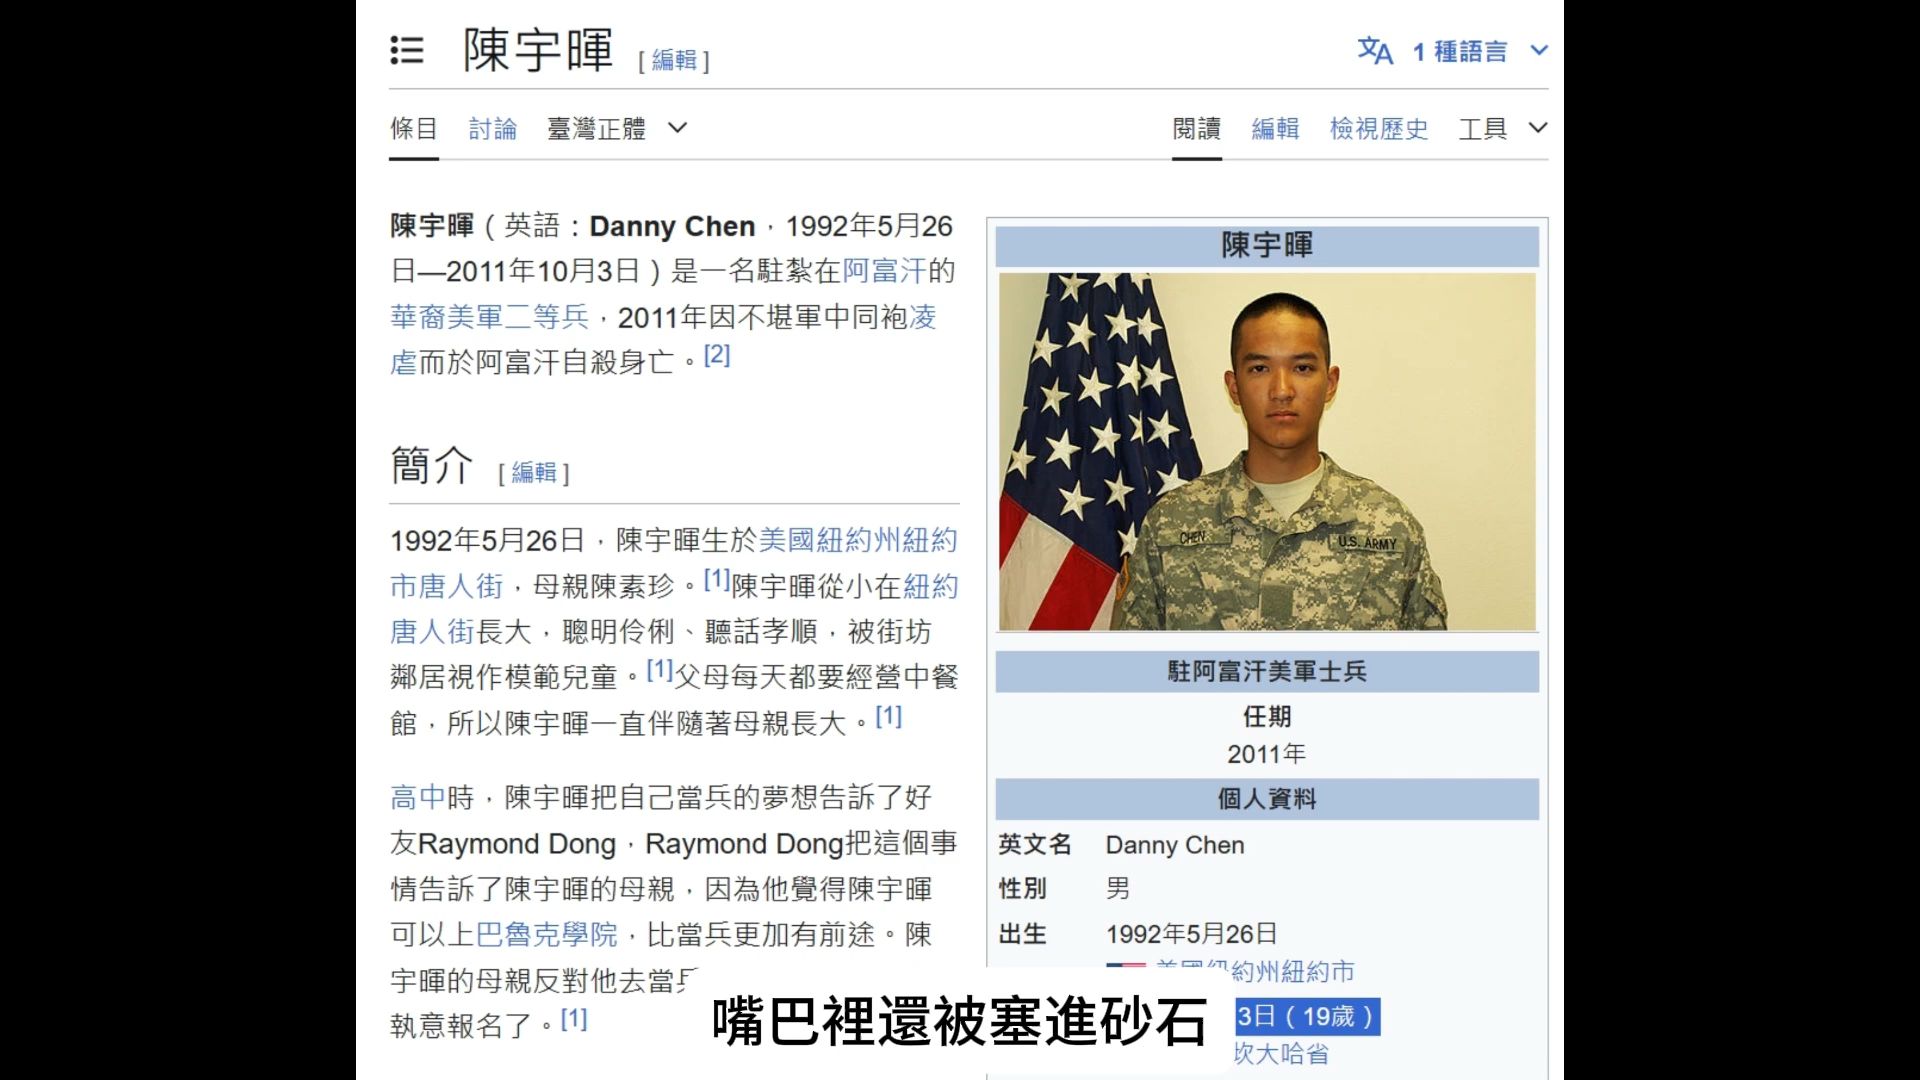 陳宇暉 [ 編輯 ]
1 種語言
條目 討論 臺灣正體
閱讀 編輯 檢視歷史 工具
陳宇暉（英語：Danny Chen，1992年5月26
日—2011年10月3日）是一名駐紮在阿富汗的
華裔美軍二等兵，2011年因不堪軍中同袍凌
虐而於阿富汗自殺身亡。[2]
簡介 [ 編輯 ]
1992年5月26日，陳宇暉生於美國紐約州紐約
市唐人街，母親陳素珍。[1]陳宇暉從小在紐約
唐人街長大，聰明伶俐、聽話孝順，被街坊
鄰居視作模範兒童。[1]父母每天都要經營中餐
館，所以陳宇暉一直伴隨著母親長大。[1]
高中時，陳宇暉把自己當兵的夢想告訴了好
友Raymond Dong，Raymond Dong把這個事
情告訴了陳宇暉的母親，因為他覺得陳宇暉
可以上巴魯克學院，比當兵更加有前途。陳
宇暉的母親反對他去當兵
執意報名了。[1]
陳宇暉
CHEN
U.S. ARMY
駐阿富汗美軍士兵
任期
2011年
個人資料
英文名 Danny Chen
性別 男
出生 1992年5月26日
美國紐約州紐約市
3日（19歲）
坎大哈省
嘴巴裡還被塞進砂石